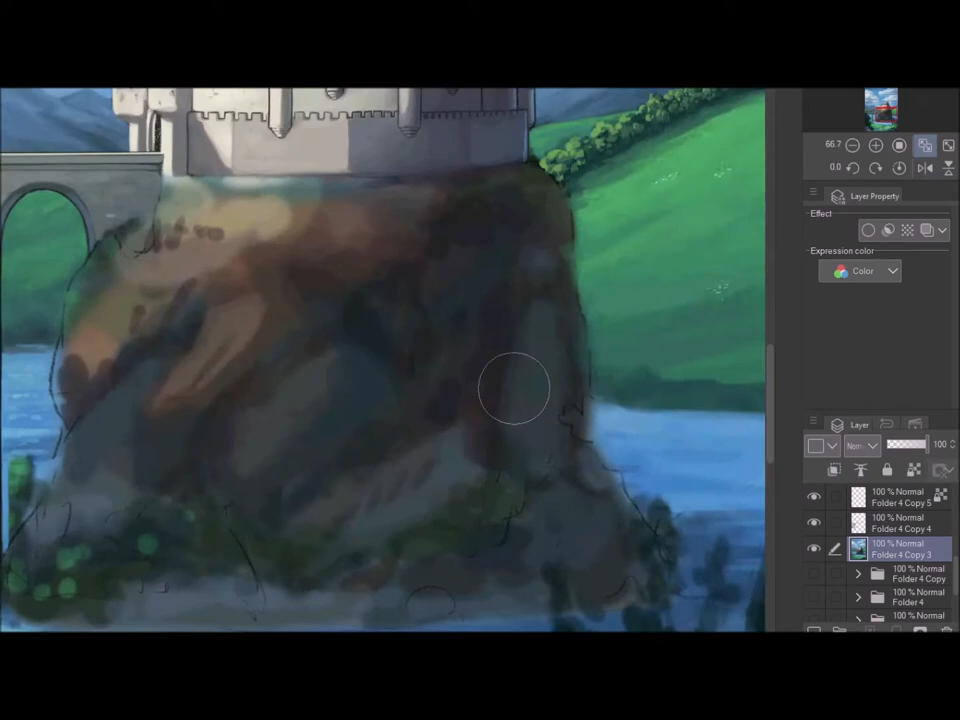 66.7
0.0
Layer Property
Effect
Expression color
Color
Layer
100
100 % Normal
Folder 4 Copy 5
100 % Normal
Folder 4 Copy 4
100 % Normal
Folder 4 Copy 3
100 % Normal
Folder 4 Copy
100 % Normal
Folder 4
100 % Normal